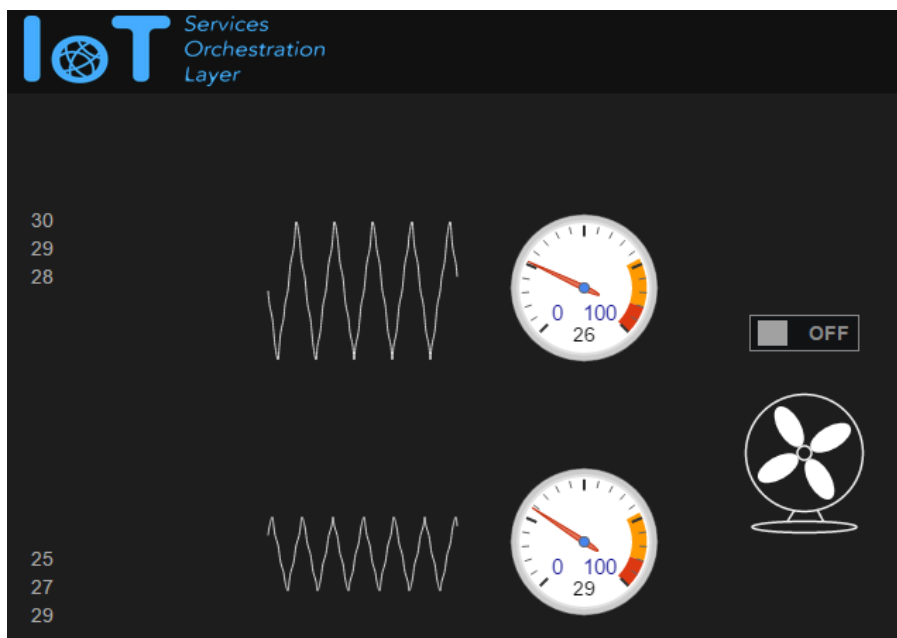 IoT
Services
Orchestration
Layer
30
29
28
0 100
26
OFF
0 100
29
25
27
29